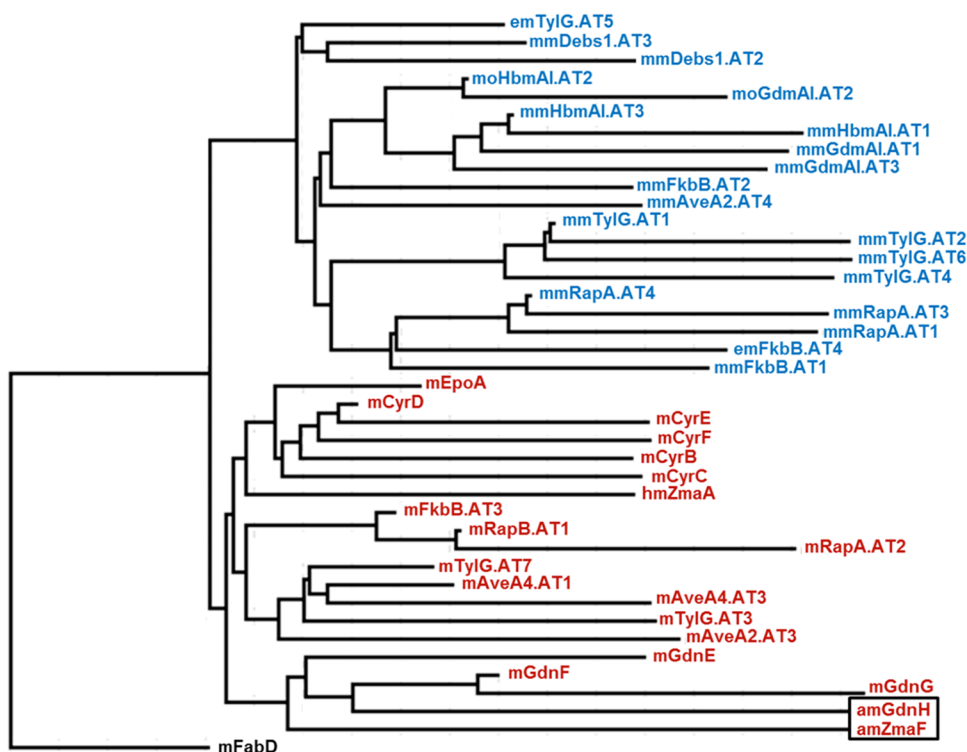 emTylG.AT5
mmDebs1.AT3
mmDebs1.AT2
moHbmAI.AT2
moGdmAI.AT2
mmHbmAI.AT3
mmHbmAI.AT1
mmGdmAI.AT1
mmGdmAI.AT3
mmFkbB.AT2
mmAveA2.AT4
mmTylG.AT1
mmTylG.AT2
mmTylG.AT6
mmTylG.AT4
mmRapA.AT4
mmRapA.AT3
mmRapA.AT1
emFkbB.AT4
mmFkbB.AT1
mEpoA
mCyrD
mCyrE
mCyrF
mCyrB
mCyrC
hmZmaA
mFkbB.AT3
mRapB.AT1
mRapA.AT2
mTylG.AT7
mAveA4.AT1
mAveA4.AT3
mTylG.AT3
mAveA2.AT3
mGdnE
mGdnF
mGdnG
amGdnH
amZmaF
mFabD